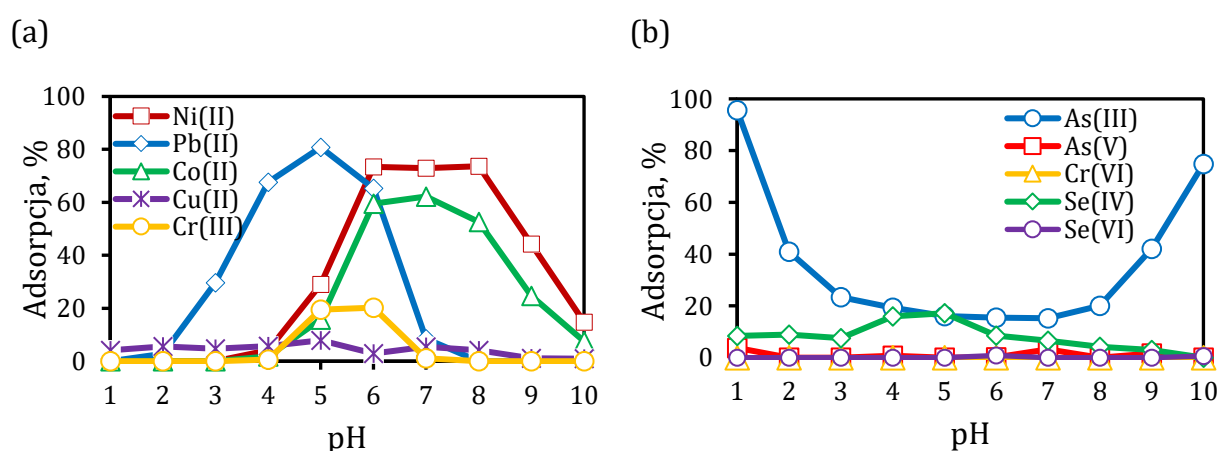 (a)
Adsorpcja, %
100
80
60
40
20
0
Ni(II)
Pb(II)
Co(II)
Cu(II)
Cr(III)
1 2 3 4 5 6 7 8 9 10
pH
(b)
Adsorpcja, %
100
80
60
40
20
0
As(III)
As(V)
Cr(VI)
Se(IV)
Se(VI)
1 2 3 4 5 6 7 8 9 10
pH